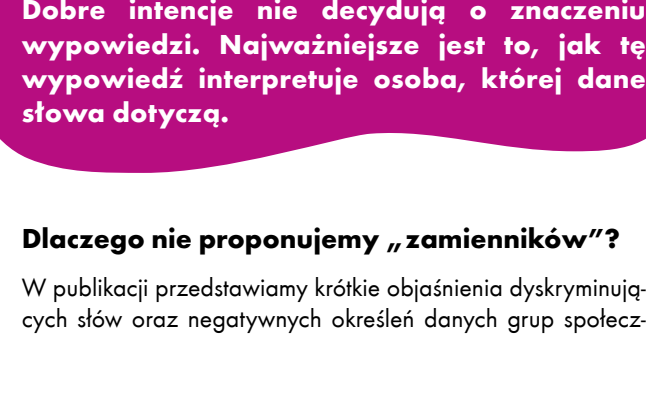 Dobre intencje nie decydują o znaczeniu
wypowiedzi. Najważniejsze jest to, jak tę
wypowiedź interpretuje osoba, której dane
słowa dotyczą.
Dlaczego nie proponujemy „zamienników”?
W publikacji przedstawiamy krótkie objaśnienia dyskryminują-
cych słów oraz negatywnych określeń danych grup społecz-